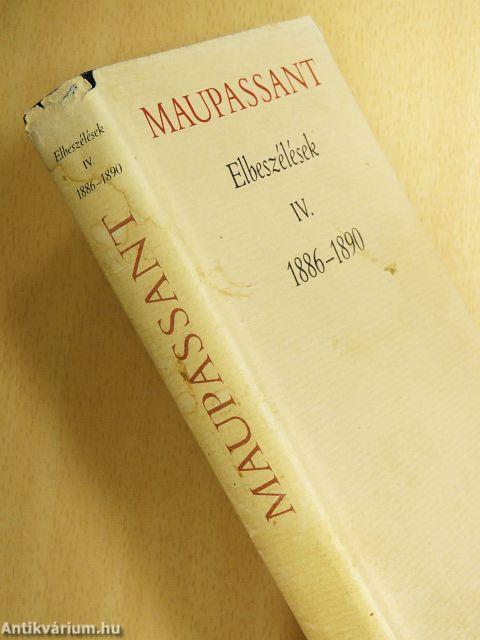 MAUPASSANT
Elbeszélések
IV.
1886–1890
Elbeszélések
IV.
1886–1890
MAUPASSANT
Antikvárium.hu